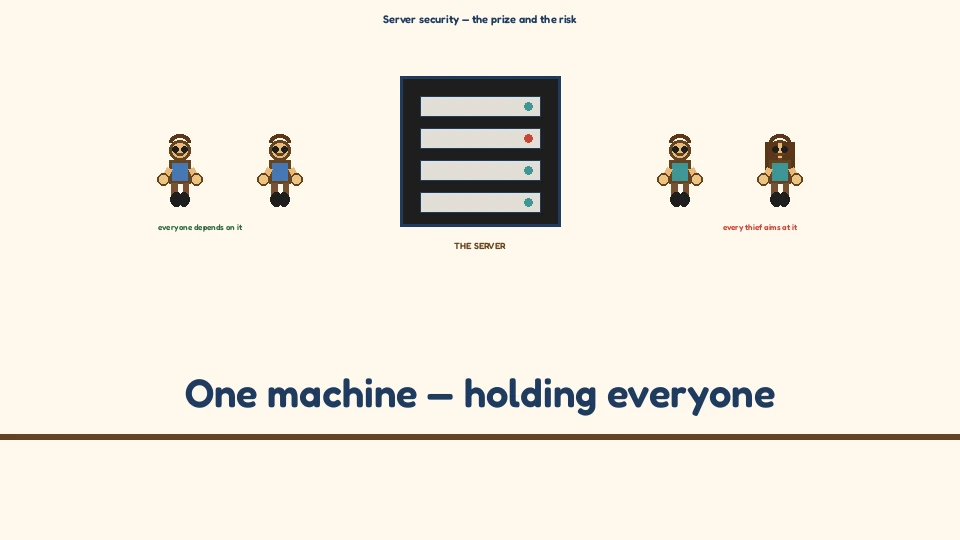 Server security — the prize and the risk
everyone depends on it
every thief aims at it
THE SERVER
One machine — holding everyone